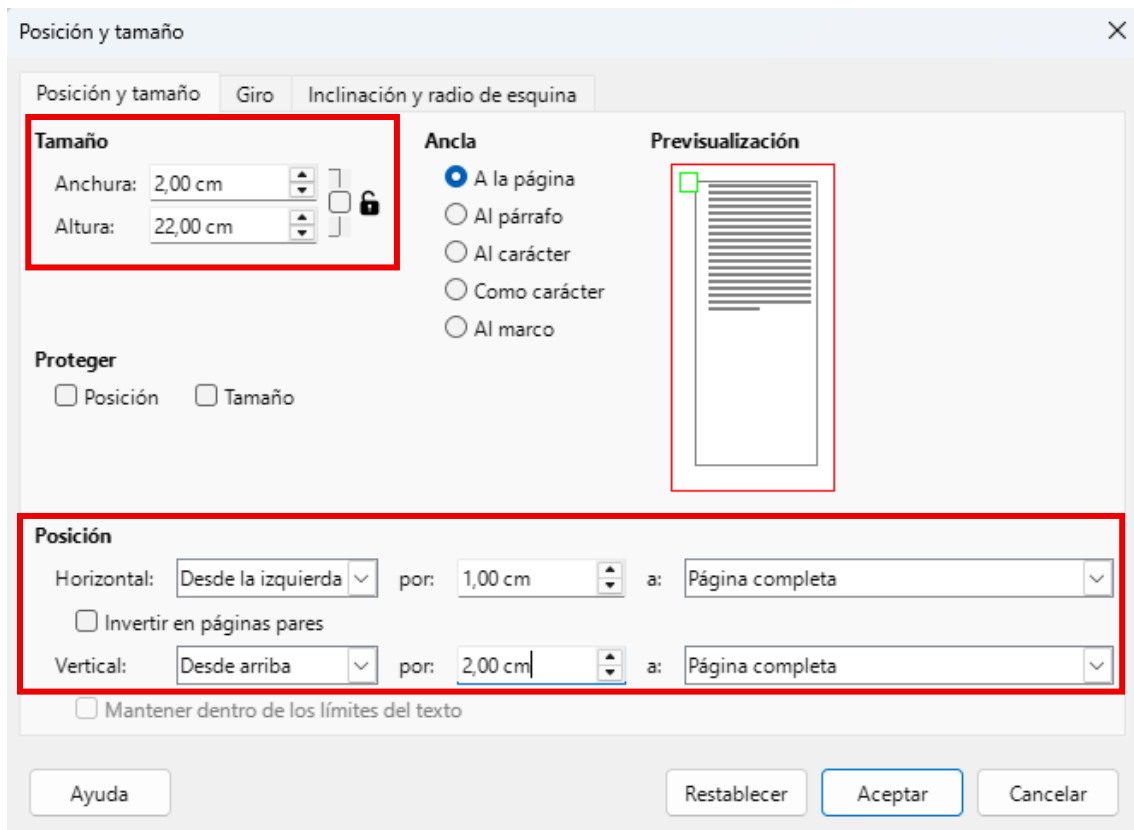 Posición y tamaño
Posición y tamaño Giro Inclinación y radio de esquina
Tamaño Ancla Previsualización
Anchura: 2,00 cm A la página
Altura: 22,00 cm Al párrafo
Al carácter
Como carácter
Al marco
Proteger
Posición Tamaño
Posición
Horizontal: Desde la izquierda por: 1,00 cm a: Página completa
Invertir en páginas pares
Vertical: Desde arriba por: 2,00 cm a: Página completa
Mantener dentro de los límites del texto
Ayuda Restablecer Aceptar Cancelar